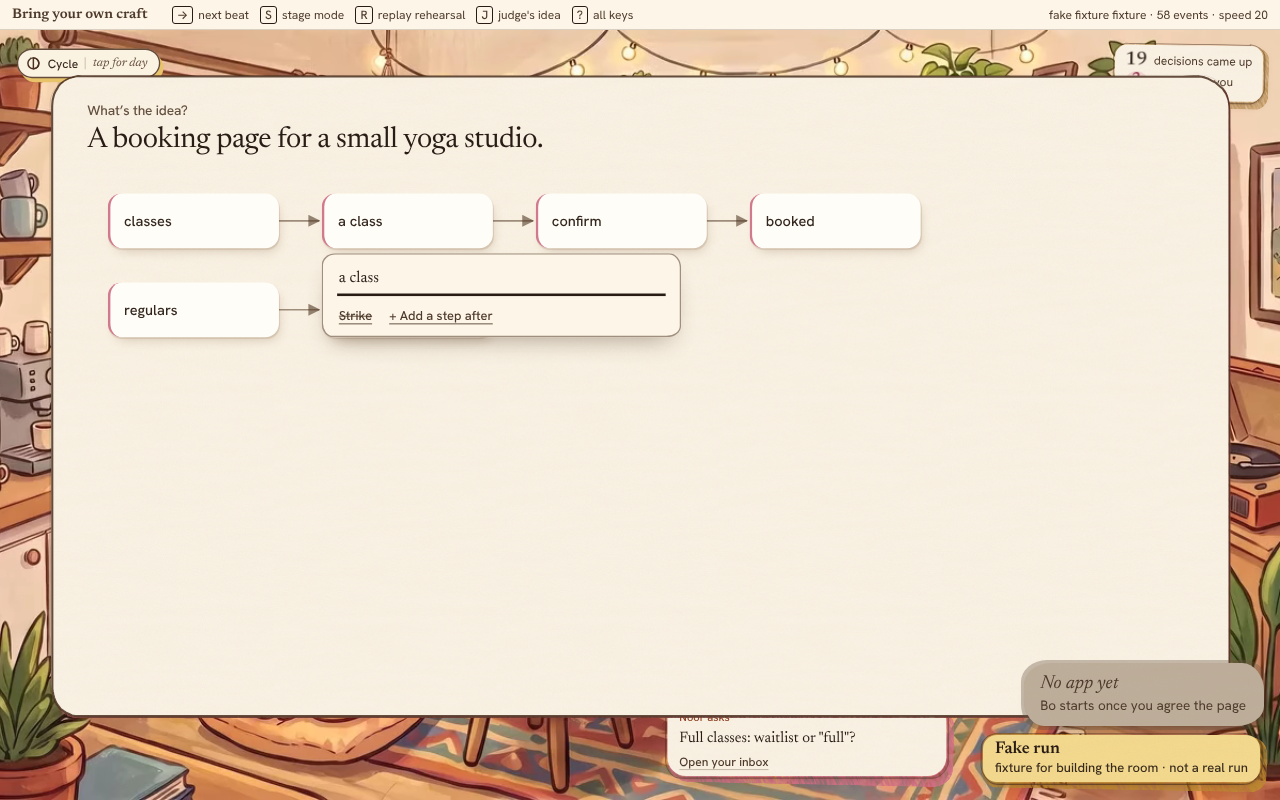 Bring your own craft
→ next beat S stage mode R replay rehearsal J judge's idea ? all keys
fake fixture fixture · 58 events · speed 20
Cycle | tap for day
19 decisions came up
you
What's the idea?
A booking page for a small yoga studio.
classes
a class
confirm
booked
regulars
a class
Strike + Add a step after
No app yet
Bo starts once you agree the page
Noor asks
Full classes: waitlist or "full"?
Open your inbox
Fake run
fixture for building the room · not a real run